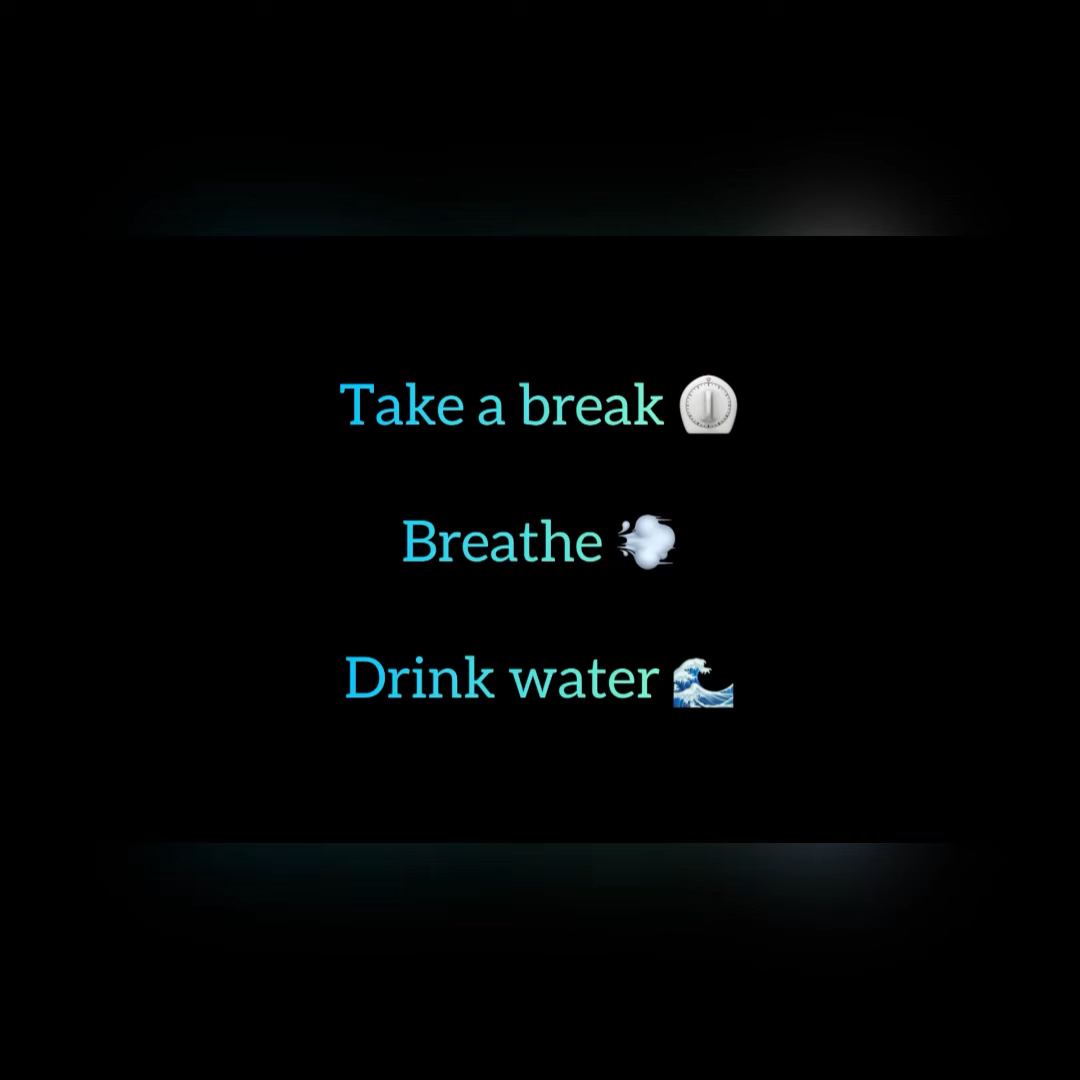 Take a break ⏲️
Breathe 💨
Drink water 🌊